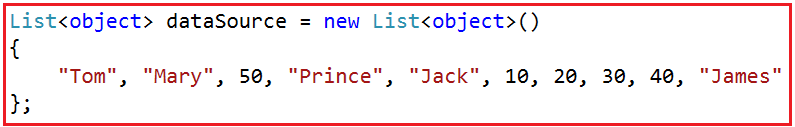 List<object> dataSource = new List<object>()
{
    "Tom", "Mary", 50, "Prince", "Jack", 10, 20, 30, 40, "James"
};